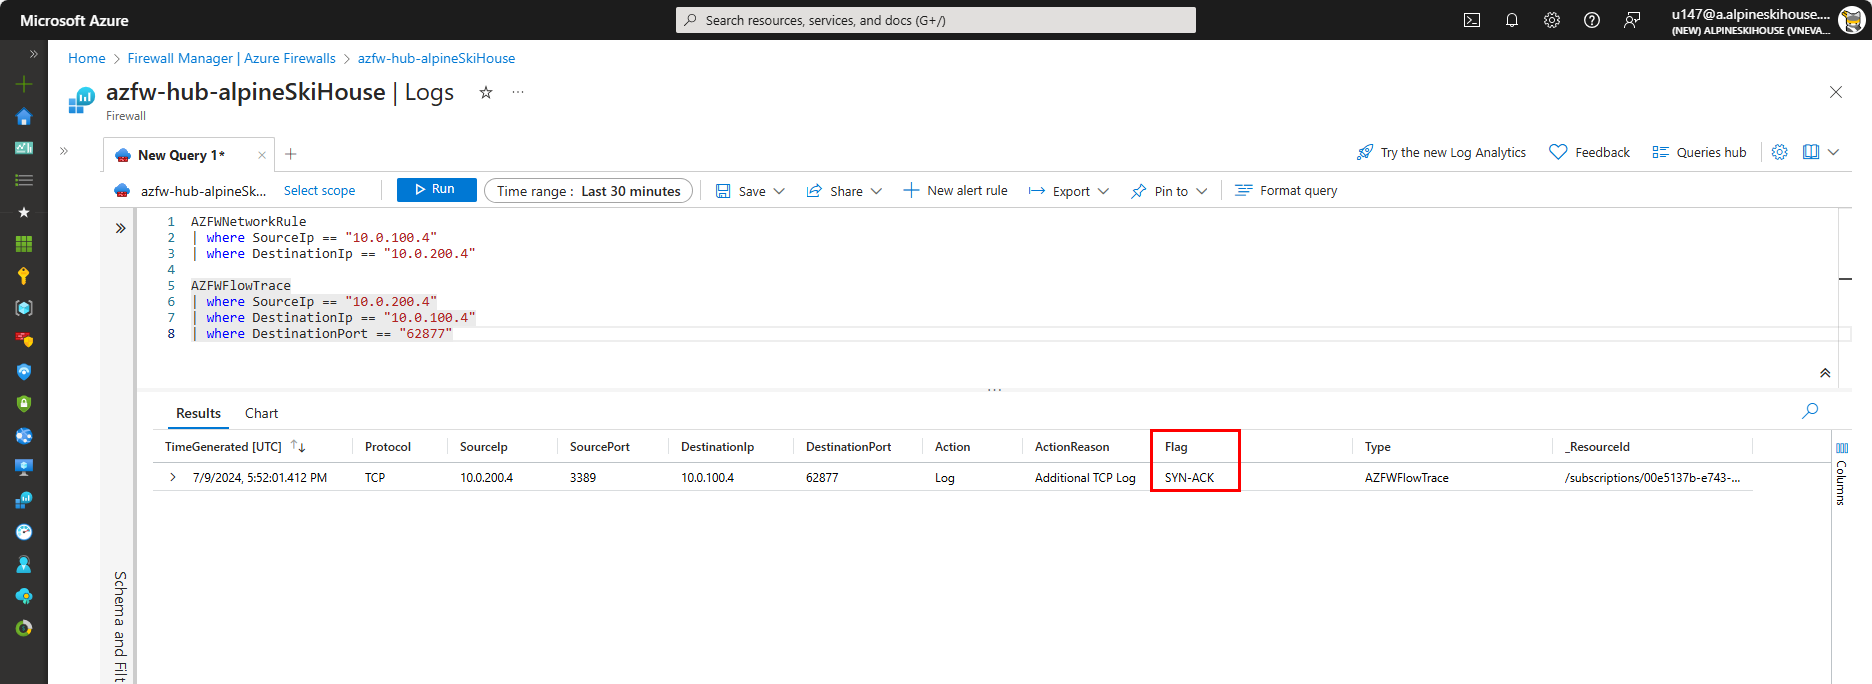 Microsoft Azure
Search resources, services, and docs (G+/)
u147@a.alpineskihouse....
(NEW) ALPINESKIHOUSE (VNEVA...
Home > Firewall Manager | Azure Firewalls > azfw-hub-alpineSkiHouse
azfw-hub-alpineSkiHouse | Logs
Firewall
New Query 1*
Try the new Log Analytics
Feedback
Queries hub
azfw-hub-alpineSk...
Select scope
Run
Time range : Last 30 minutes
Save
Share
New alert rule
Export
Pin to
Format query
1 AZFWNetworkRule
2 | where SourceIp == "10.0.100.4"
3 | where DestinationIp == "10.0.200.4"
4
5 AZFWFlowTrace
6 | where SourceIp == "10.0.200.4"
7 | where DestinationIp == "10.0.100.4"
8 | where DestinationPort == "62877"
Schema and Filt
Results Chart
TimeGenerated [UTC] Protocol SourceIp SourcePort DestinationIp DestinationPort Action ActionReason Flag Type _ResourceId
7/9/2024, 5:52:01.412 PM TCP 10.0.200.4 3389 10.0.100.4 62877 Log Additional TCP Log SYN-ACK AZFWFlowTrace /subscriptions/00e5137b-e743-...
Columns